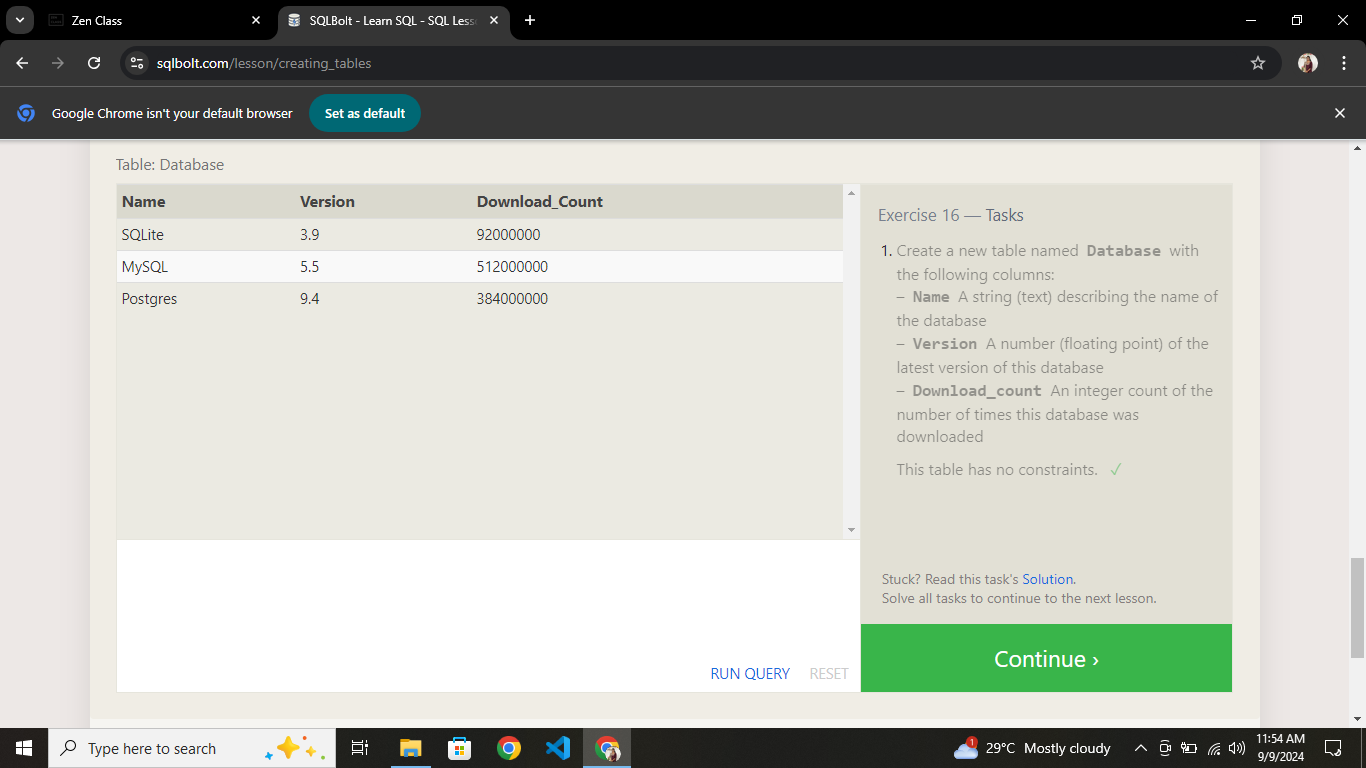 Zen Class
SQLBolt - Learn SQL - SQL Less
sqlbolt.com/lesson/creating_tables
Google Chrome isn't your default browser
Set as default
Table: Database
Name Version Download_Count
SQLite 3.9 92000000
MySQL 5.5 512000000
Postgres 9.4 384000000
RUN QUERY RESET
Exercise 16 — Tasks
1. Create a new table named Database with
the following columns:
– Name A string (text) describing the name of
the database
– Version A number (floating point) of the
latest version of this database
– Download_count An integer count of the
number of times this database was
downloaded
This table has no constraints. ✓
Stuck? Read this task's Solution.
Solve all tasks to continue to the next lesson.
Continue ›
Type here to search
1
29°C Mostly cloudy
11:54 AM
9/9/2024